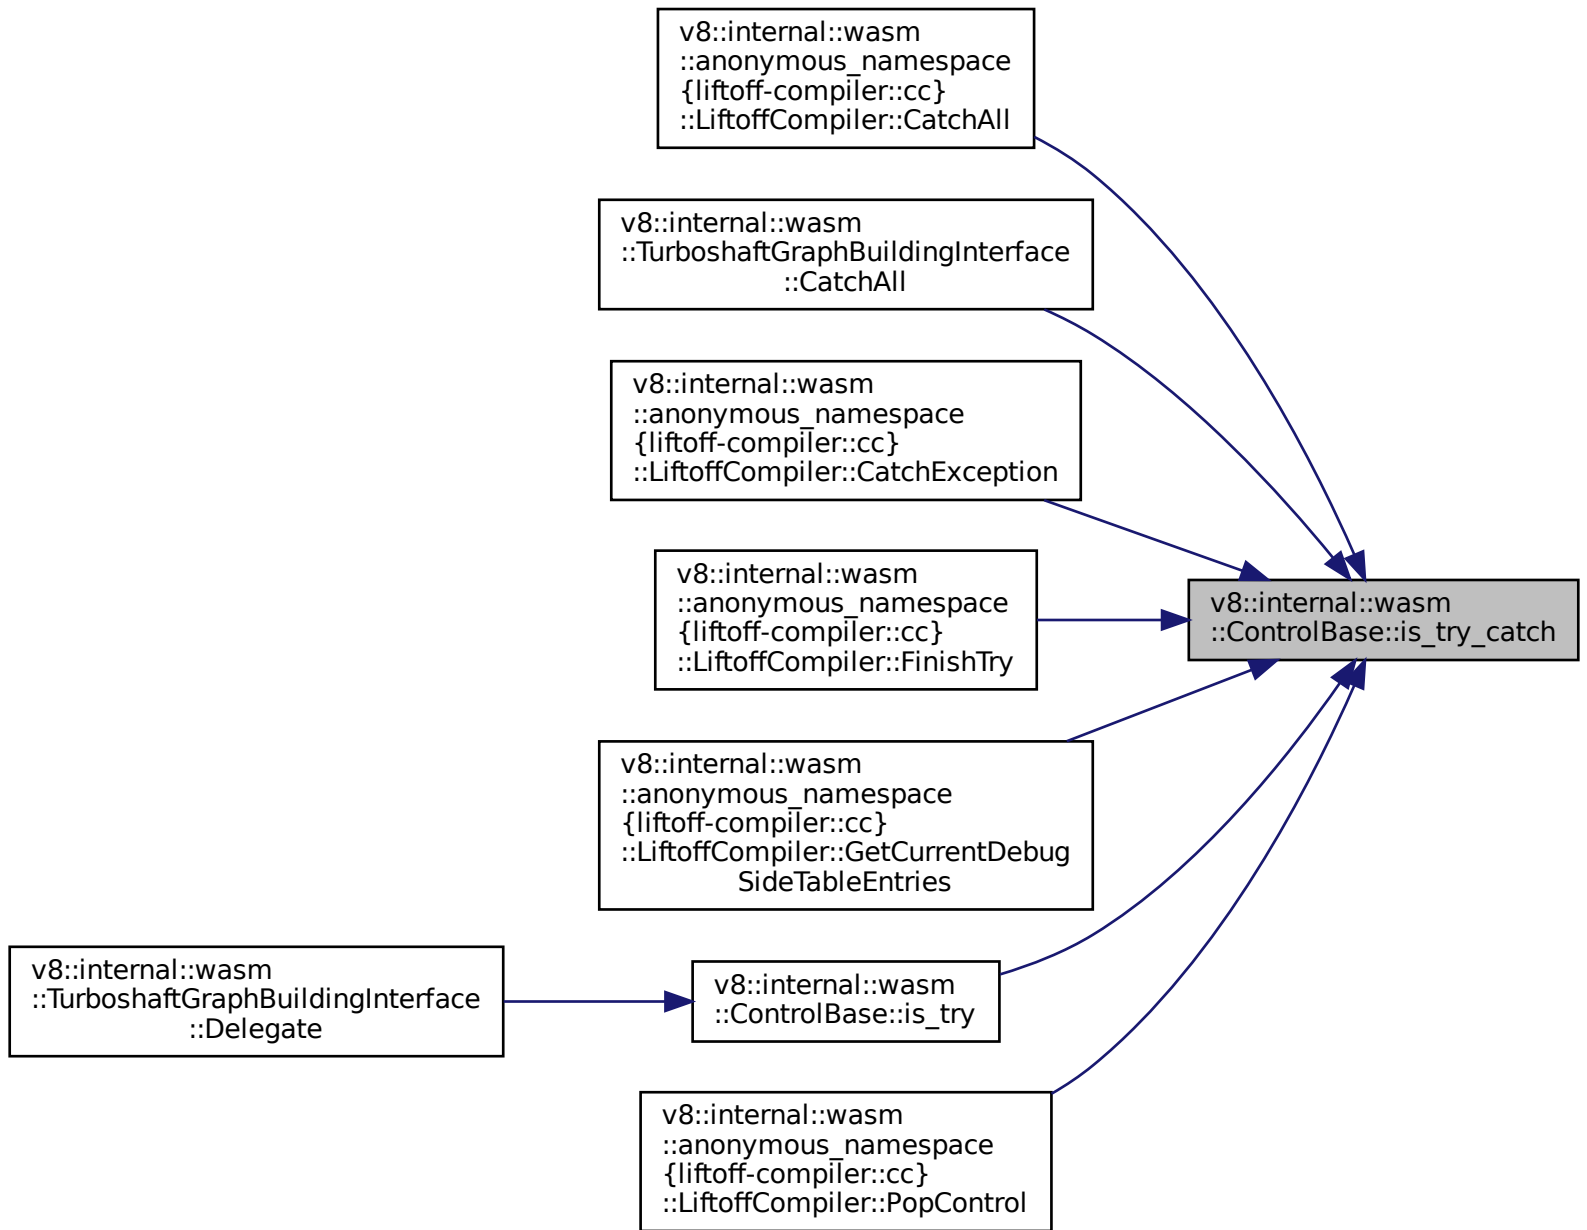 v8::internal::wasm
::anonymous_namespace
{liftoff-compiler::cc}
::LiftoffCompiler::CatchAll
v8::internal::wasm
::TurboshaftGraphBuildingInterface
::CatchAll
v8::internal::wasm
::anonymous_namespace
{liftoff-compiler::cc}
::LiftoffCompiler::CatchException
v8::internal::wasm
::anonymous_namespace
{liftoff-compiler::cc}
::LiftoffCompiler::FinishTry
v8::internal::wasm
::ControlBase::is_try_catch
v8::internal::wasm
::anonymous_namespace
{liftoff-compiler::cc}
::LiftoffCompiler::GetCurrentDebug
SideTableEntries
v8::internal::wasm
::TurboshaftGraphBuildingInterface
::Delegate
v8::internal::wasm
::ControlBase::is_try
v8::internal::wasm
::anonymous_namespace
{liftoff-compiler::cc}
::LiftoffCompiler::PopControl